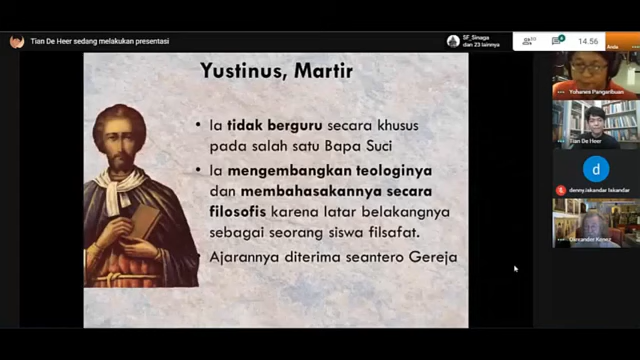 Tian De Heer sedang melakukan presentasi
SF_Sinaga
dan 23 lainnya
14.56
Anda
Yustinus, Martir
• Ia tidak berguru secara khusus
pada salah satu Bapa Suci
• Ia mengembangkan teologinya
dan membahasakannya secara
filosofis karena latar belakangnya
sebagai seorang siswa filsafat.
• Ajarannya diterima seantero Gereja
Yohanes Pangaribuan
Tian De Heer
d
denny.Iskandar Iskandar